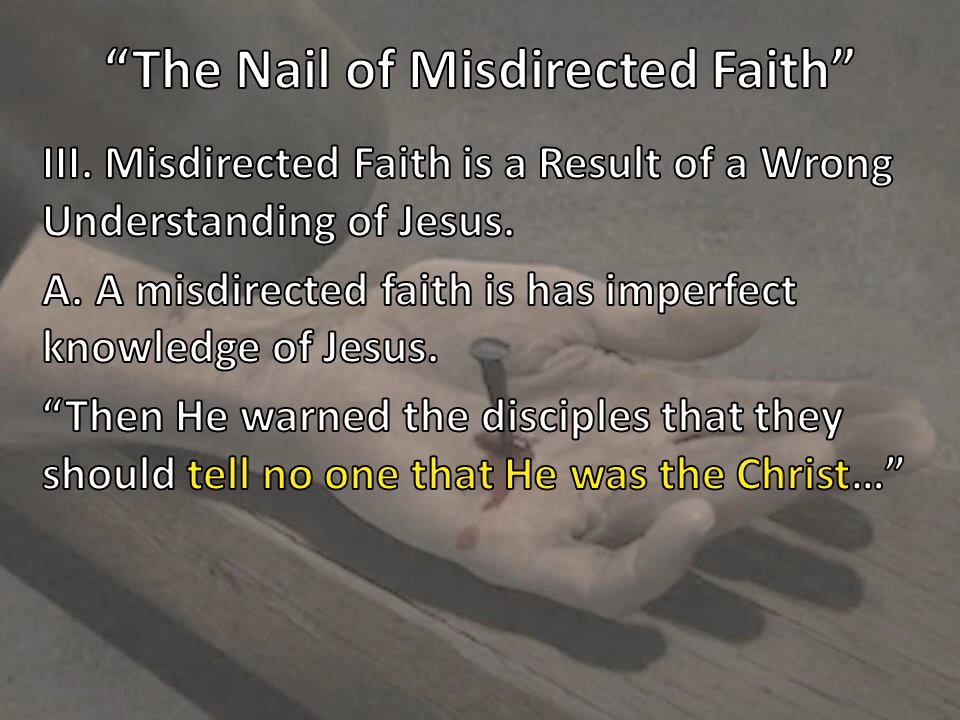 “The Nail of Misdirected Faith”
III. Misdirected Faith is a Result of a Wrong
Understanding of Jesus.
A. A misdirected faith is has imperfect
knowledge of Jesus.
“Then He warned the disciples that they
should tell no one that He was the Christ…”